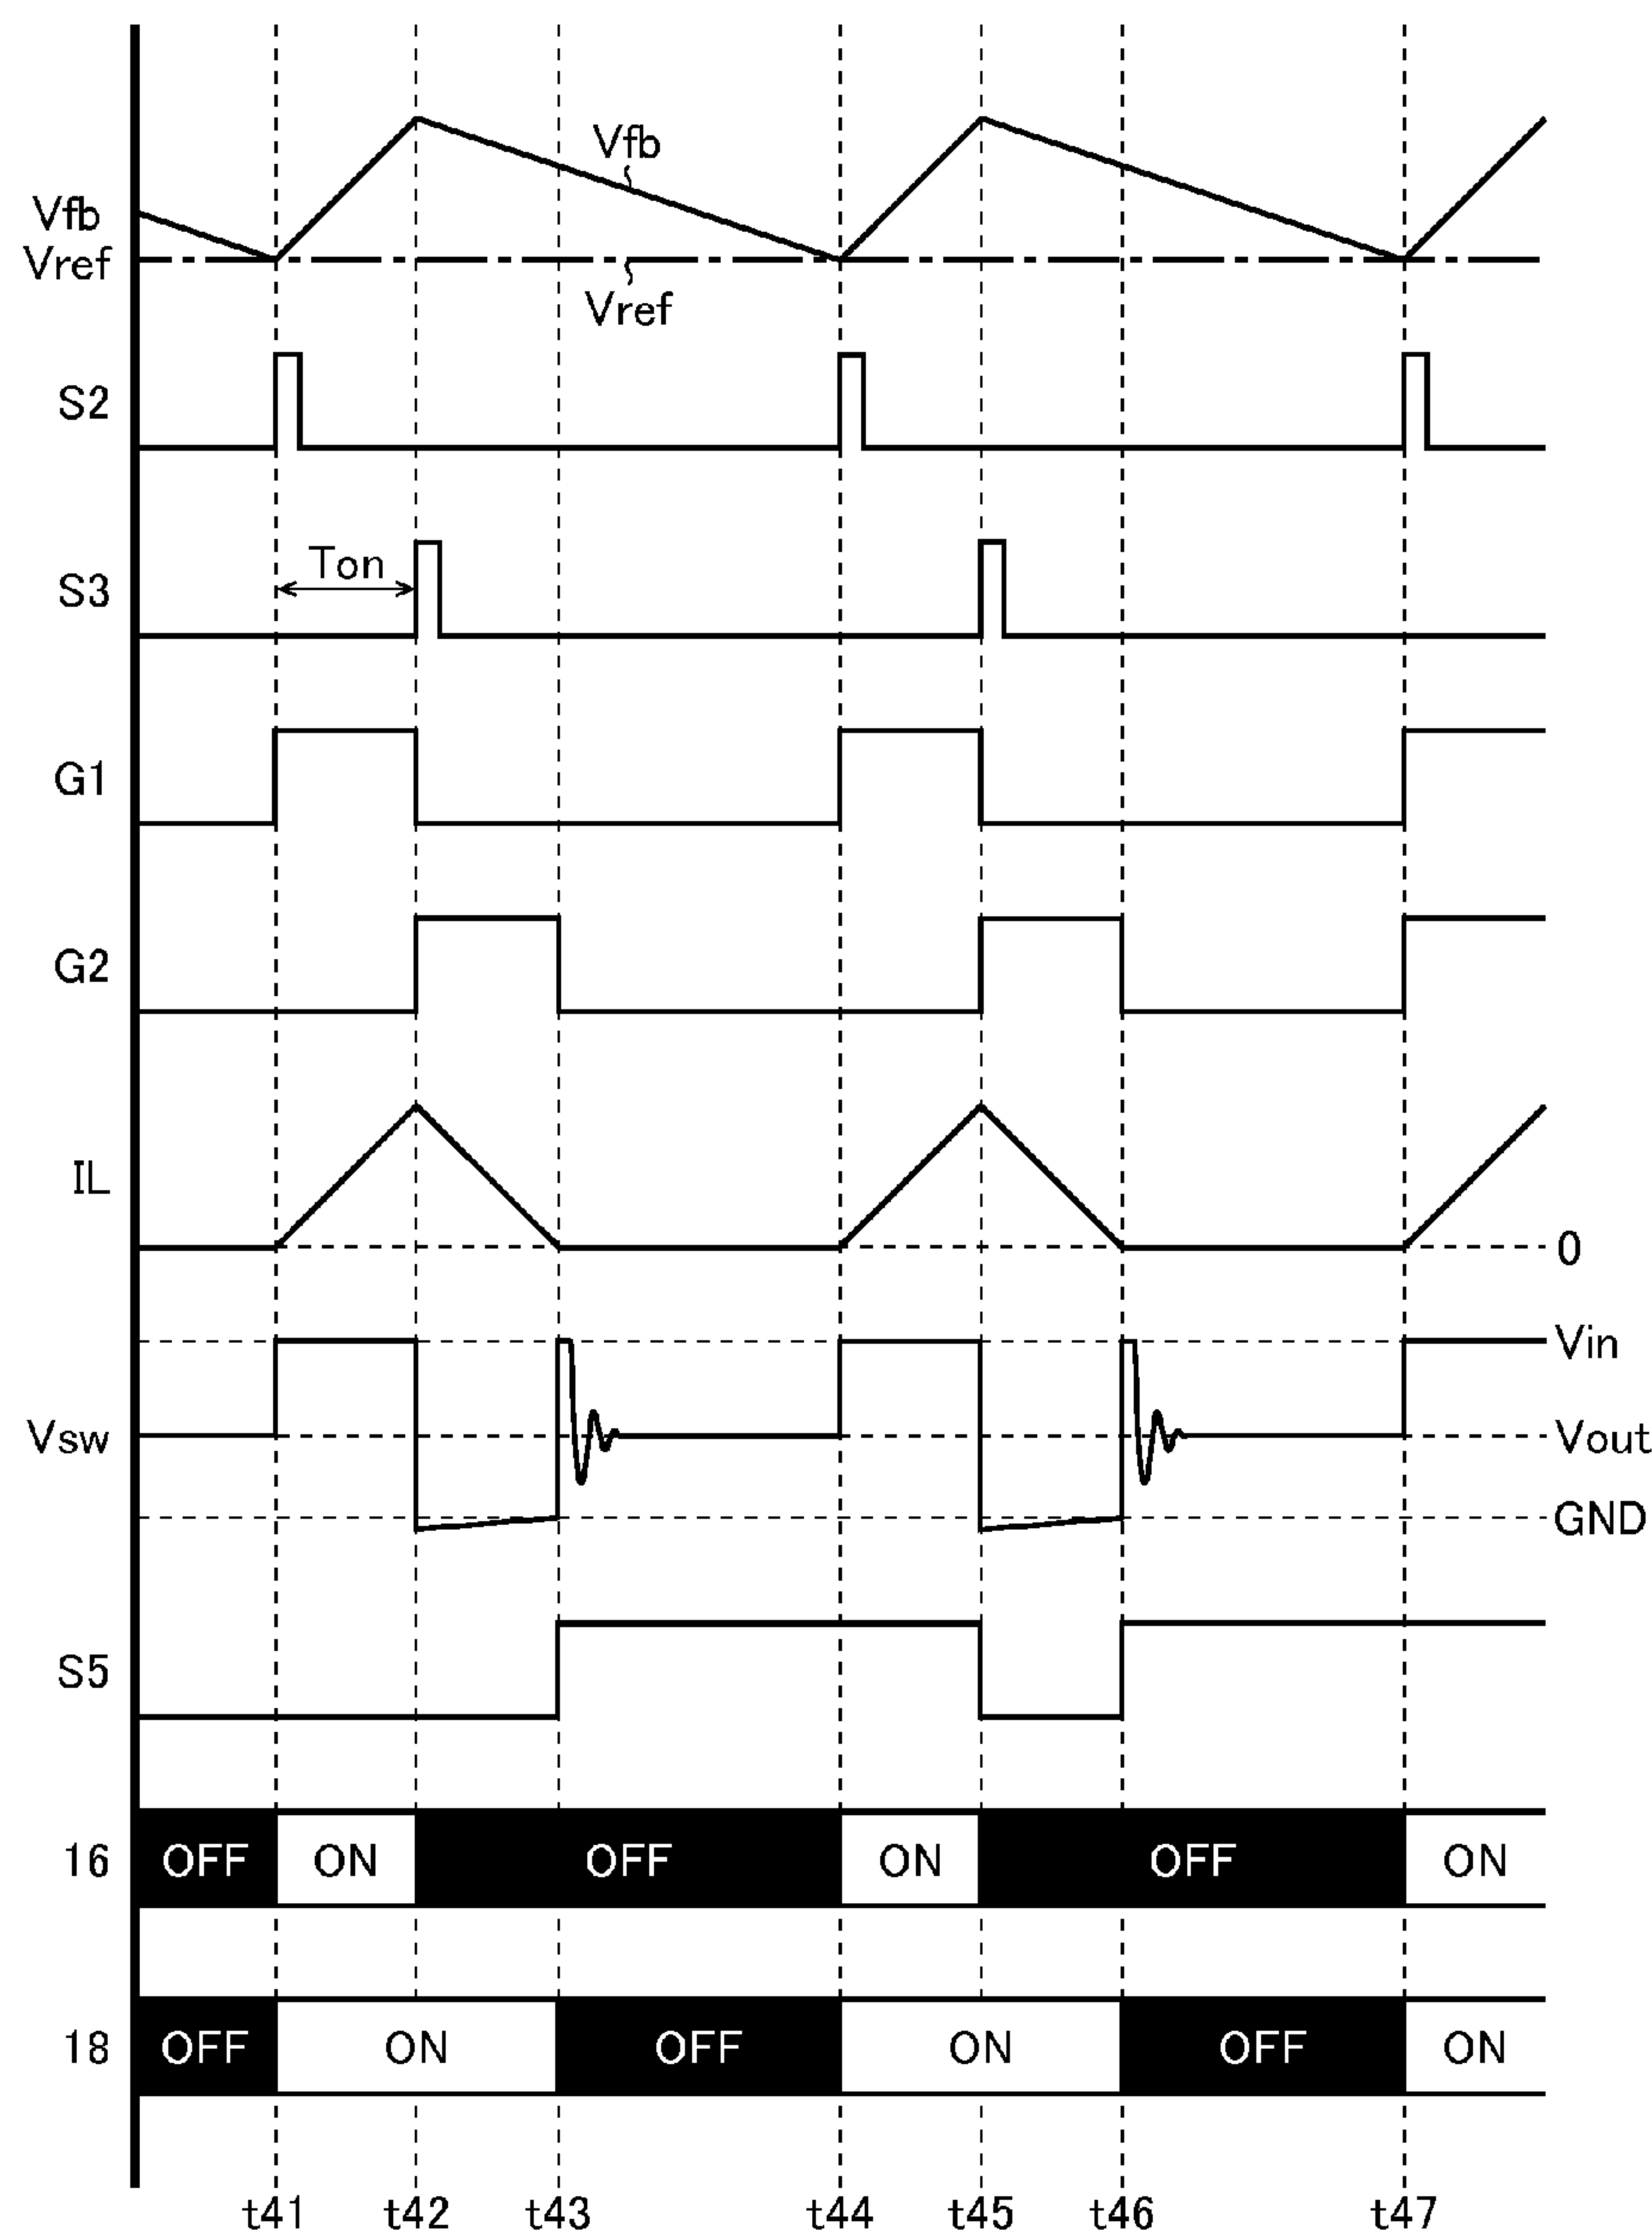 Vfb
Vfb
Vref
Vref
S2
Ton
S3
G1
G2
IL
0
Vin
Vsw
Vout
GND
S5
16 OFF ON OFF ON OFF ON
18 OFF ON OFF ON OFF ON
t41 t42 t43 t44 t45 t46 t47